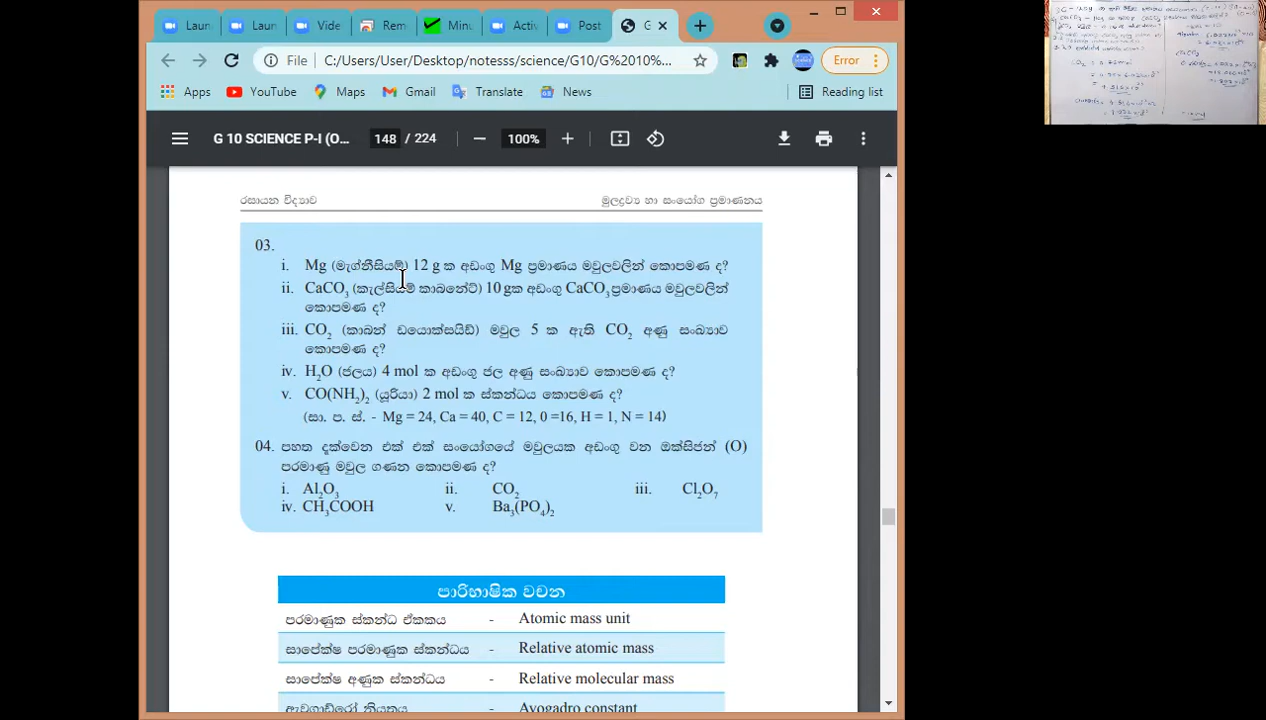 Laun
Laun
Vide
Rem
Minu
Activ
Post
G
File C:/Users/User/Desktop/notesss/science/G10/G%2010%...
Error
Apps
YouTube
Maps
Gmail
Translate
News
Reading list
G 10 SCIENCE P-I (O...
148 / 224
100%
රසායන විද්‍යාව
මූලද්‍රව්‍ය හා සංයෝග ප්‍රමාණනය
03.
i. Mg (මැග්නීසියම්) 12 g ක අඩංගු Mg ප්‍රමාණය මවුලවලින් කොපමණ ද?
ii. CaCO₃ (කැල්සියම් කාබනේට්) 10 gක අඩංගු CaCO₃ ප්‍රමාණය මවුලවලින්
කොපමණ ද?
iii. CO₂ (කාබන් ඩයොක්සයිඩ්) මවුල 5 ක ඇති CO₂ අණු සංඛ්‍යාව
කොපමණ ද?
iv. H₂O (ජලය) 4 mol ක අඩංගු ජල අණු සංඛ්‍යාව කොපමණ ද?
v. CO(NH₂)₂ (යූරියා) 2 mol ක ස්කන්ධය කොපමණ ද?
(සා. ප. ස්. - Mg = 24, Ca = 40, C = 12, 0 =16, H = 1, N = 14)
04. පහත දැක්වෙන එක් එක් සංයෝගයේ මවුලයක අඩංගු වන ඔක්සිජන් (O)
පරමාණු මවුල ගණන කොපමණ ද?
i. Al₂O₃ ii. CO₂ iii. Cl₂O₇
iv. CH₃COOH v. Ba₃(PO₄)₂
පාරිභාෂික වචන
පරමාණුක ස්කන්ධ ඒකකය - Atomic mass unit
සාපේක්ෂ පරමාණුක ස්කන්ධය - Relative atomic mass
සාපේක්ෂ අණුක ස්කන්ධය - Relative molecular mass
ඇවගාඩ්රෝ නියතය - Avogadro constant